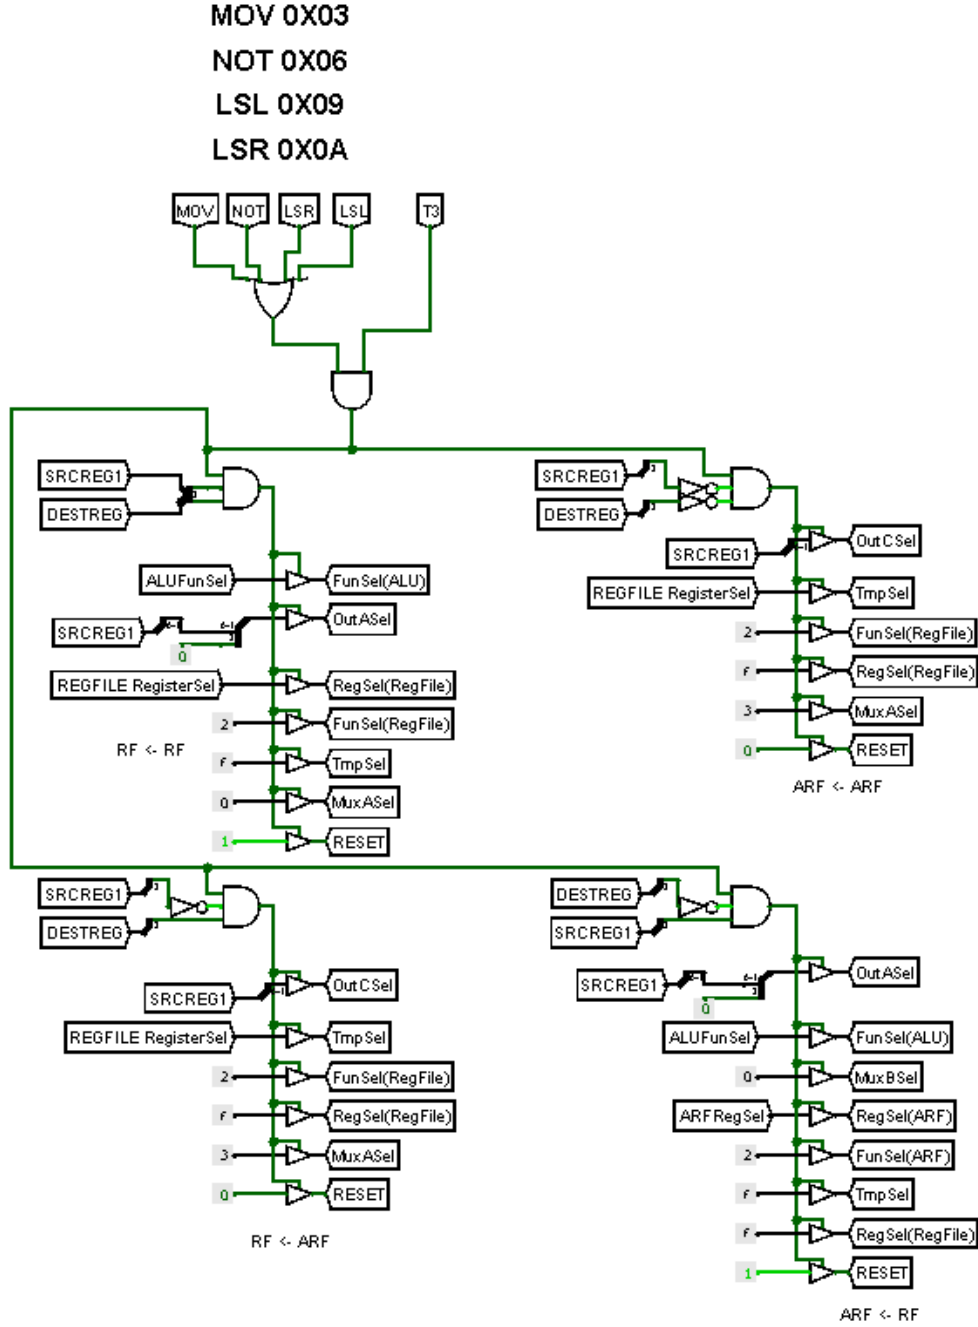 MOV 0X03
NOT 0X06
LSL 0X09
LSR 0X0A
MOV NOT LSR LSL T3
SRCREG1
DESTREG
ALUFunSel FunSel(ALU)
SRCREG1 OutASel
0
REGFILE RegisterSel RegSel(RegFile)
2 FunSel(RegFile)
RF <- RF
f TmpSel
0 MuxASel
1 RESET
SRCREG1
DESTREG
SRCREG1 OutCSel
REGFILE RegisterSel TmpSel
2 FunSel(RegFile)
f RegSel(RegFile)
3 MuxASel
0 RESET
ARF <- ARF
SRCREG1
DESTREG
SRCREG1 OutCSel
REGFILE RegisterSel TmpSel
2 FunSel(RegFile)
f RegSel(RegFile)
3 MuxASel
0 RESET
RF <- ARF
DESTREG
SRCREG1
SRCREG1 OutASel
0
ALUFunSel FunSel(ALU)
0 MuxBSel
ARFRegSel RegSel(ARF)
2 FunSel(ARF)
f TmpSel
f RegSel(RegFile)
1 RESET
ARF <- RF